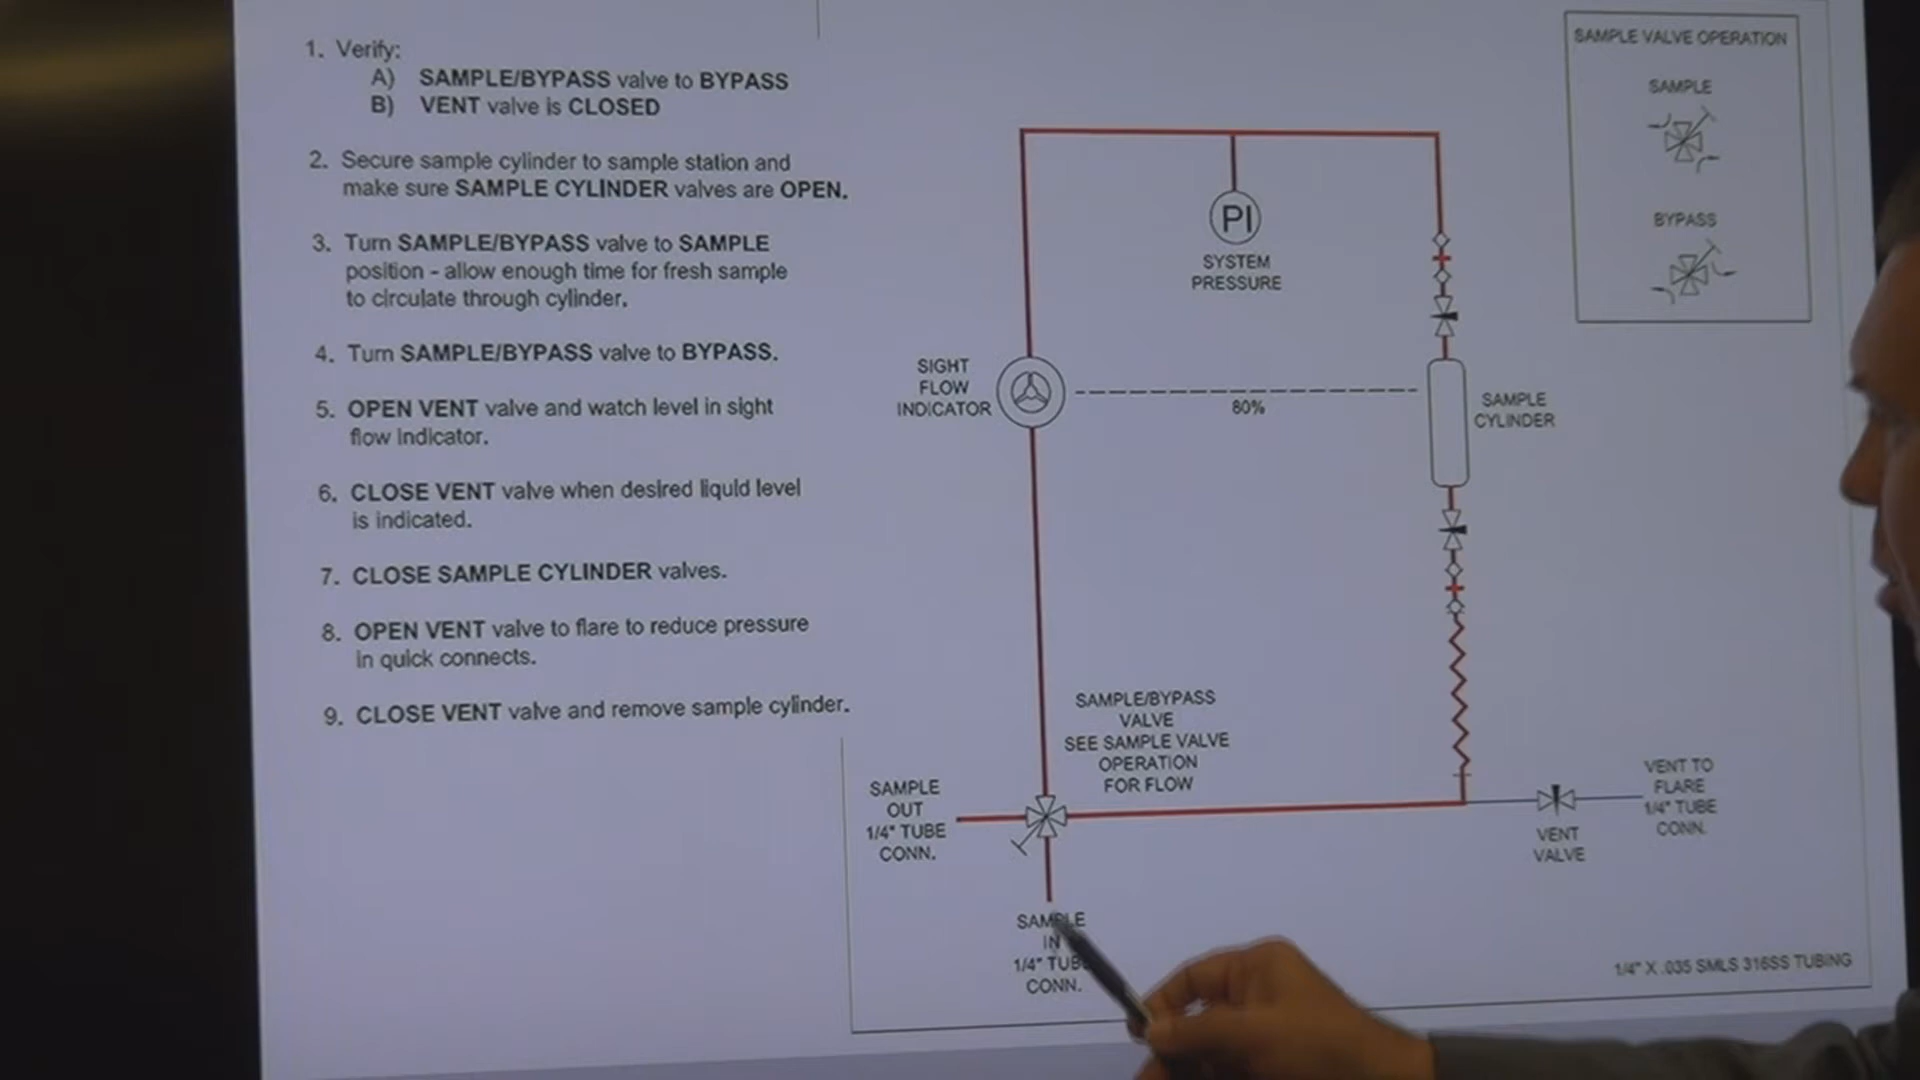 1. Verify:
A) SAMPLE/BYPASS valve to BYPASS
B) VENT valve is CLOSED
2. Secure sample cylinder to sample station and
make sure SAMPLE CYLINDER valves are OPEN.
3. Turn SAMPLE/BYPASS valve to SAMPLE
position - allow enough time for fresh sample
to circulate through cylinder.
4. Turn SAMPLE/BYPASS valve to BYPASS.
5. OPEN VENT valve and watch level in sight
flow indicator.
6. CLOSE VENT valve when desired liquid level
is indicated.
7. CLOSE SAMPLE CYLINDER valves.
8. OPEN VENT valve to flare to reduce pressure
in quick connects.
9. CLOSE VENT valve and remove sample cylinder.
SAMPLE VALVE OPERATION
SAMPLE
BYPASS
PI
SYSTEM
PRESSURE
SIGHT
FLOW
INDICATOR
80%
SAMPLE
CYLINDER
SAMPLE/BYPASS
VALVE
SEE SAMPLE VALVE
OPERATION
FOR FLOW
SAMPLE
OUT
1/4" TUBE
CONN.
VENT TO
FLARE
1/4" TUBE
CONN.
VENT
VALVE
SAMPLE
IN
1/4" TUBE
CONN.
1/4" X .035 SMLS 316SS TUBING